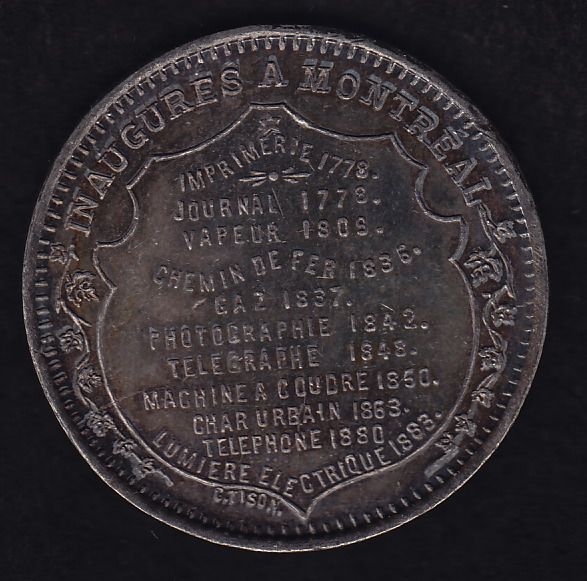 INAUGURES A MONTREAL
IMPRIMERIE 1778.
JOURNAL 1778.
VAPEUR 1809.
CHEMIN DE FER 1836.
GAZ 1837.
PHOTOGRAPHIE 1842.
TELEGRAPHE 1848.
MACHINE A COUDRE 1850.
CHAR URBAIN 1863.
TELEPHONE 1880.
LUMIERE ELECTRIQUE 1883.
C.TISON.